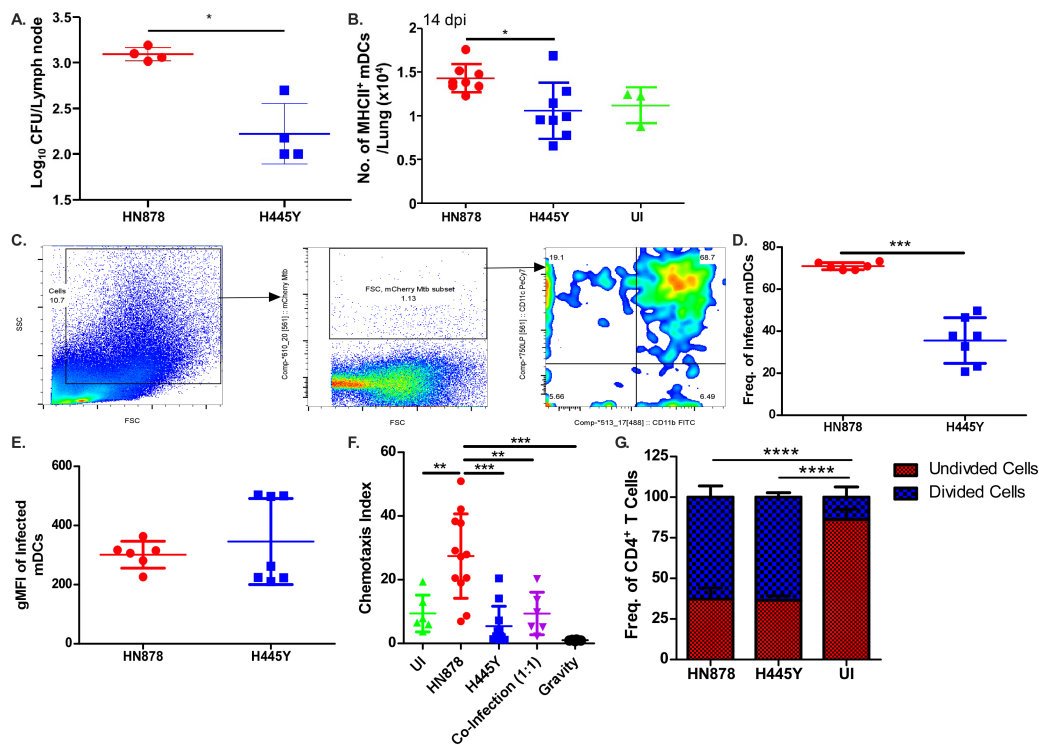 A.
*
3.5
3.0
2.5
2.0
1.5
Log10 CFU/Lymph node
HN878
H445Y
B.
14 dpi
*
2
1.5
1
0.5
0
No. of MHCII+ mDCs
/Lung (x10^4)
HN878
H445Y
UI
C.
Cells
10.7
SSC
FSC
FSC, mCherry Mtb subset
1.13
Comp-*610_20 [561] :: mCherry Mtb
FSC
19.1
68.7
5.66
6.49
Comp-*750LP [561] :: CD11c PeCy7
Comp-*513_17[488] :: CD11b FITC
D.
***
80
60
40
20
0
Freq. of Infected mDCs
HN878
H445Y
E.
600
400
200
0
gMFI of Infected
mDCs
HN878
H445Y
F.
***
**
** ***
60
40
20
0
Chemotaxis Index
UI
HN878
H445Y
Co-Infection (1:1)
Gravity
G.
****
****
125
100
75
50
25
0
Freq. of CD4+ T Cells
HN878
H445Y
UI
Undivded Cells
Divided Cells